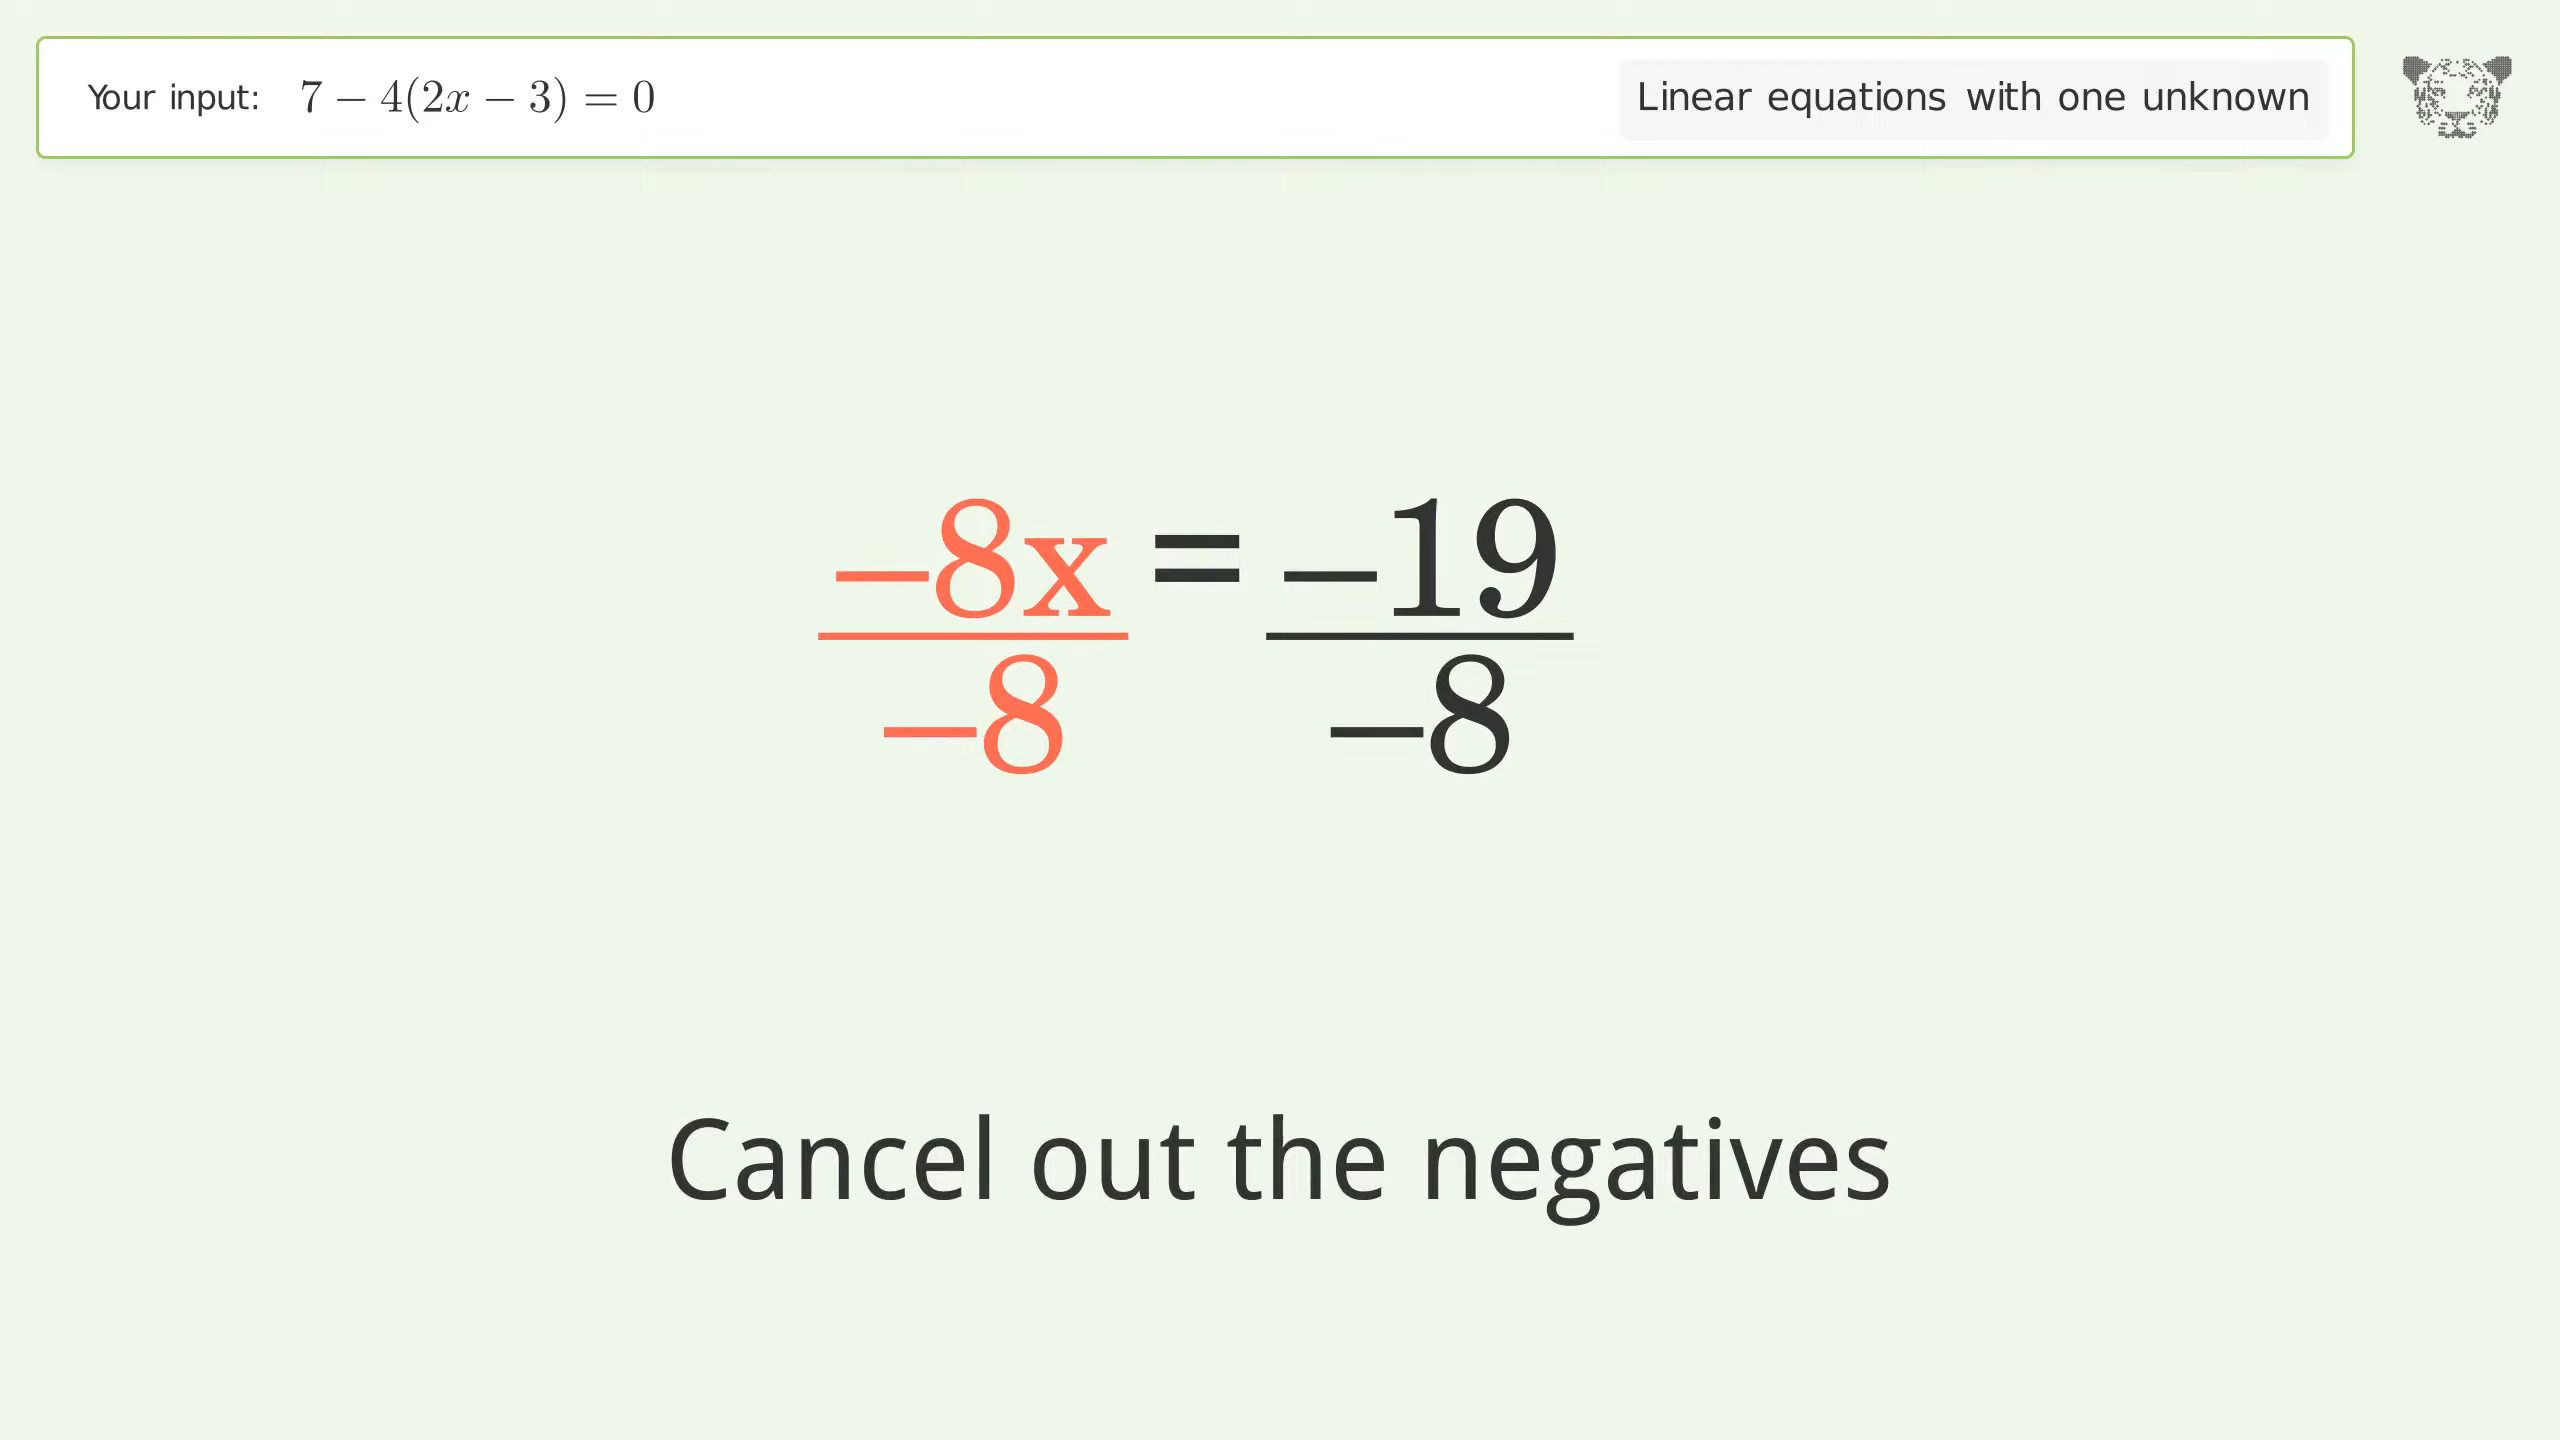 Your input: 7 − 4(2x − 3) = 0
Linear equations with one unknown
−8x/−8 = −19/−8
Cancel out the negatives